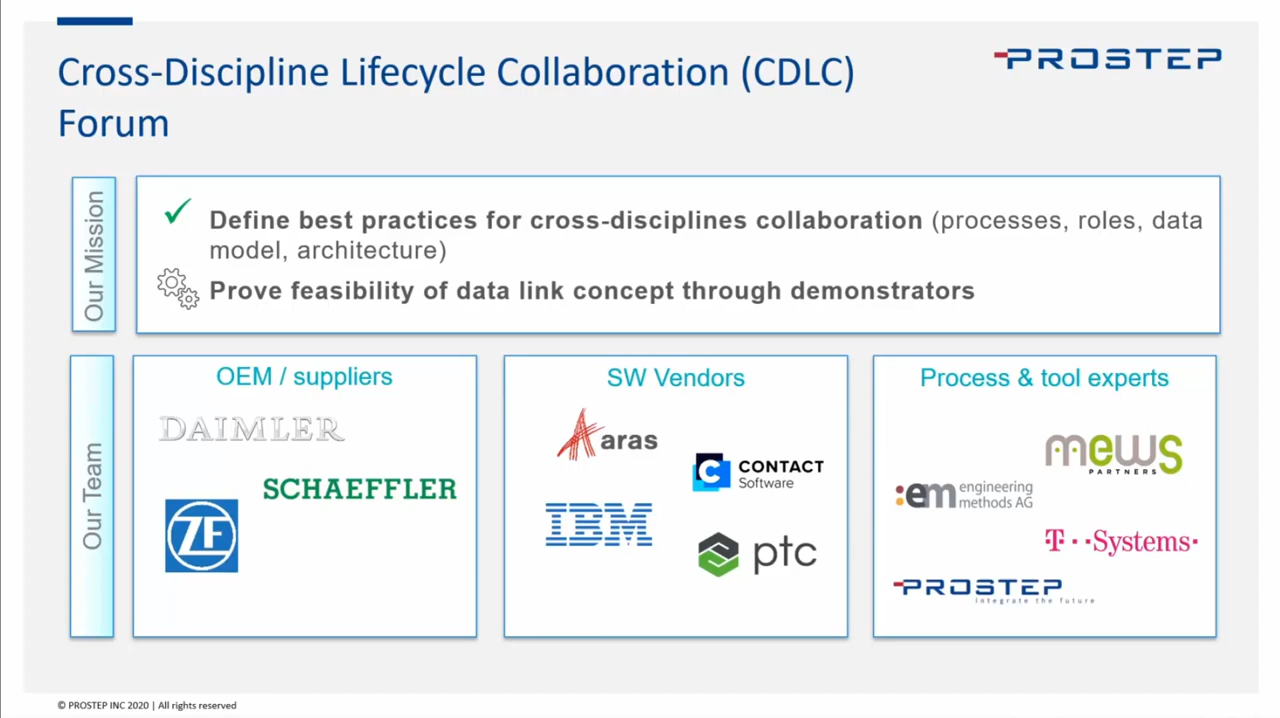 Cross-Discipline Lifecycle Collaboration (CDLC)
Forum
PROSTEP
Our Mission
Define best practices for cross-disciplines collaboration (processes, roles, data
model, architecture)
Prove feasibility of data link concept through demonstrators
Our Team
OEM / suppliers
DAIMLER
SCHAEFFLER
ZF
SW Vendors
aras
CONTACT
Software
IBM
ptc
Process & tool experts
mews
PARTNERS
:em engineering
methods AG
T··Systems·
PROSTEP
integrate the future
© PROSTEP INC 2020 | All rights reserved